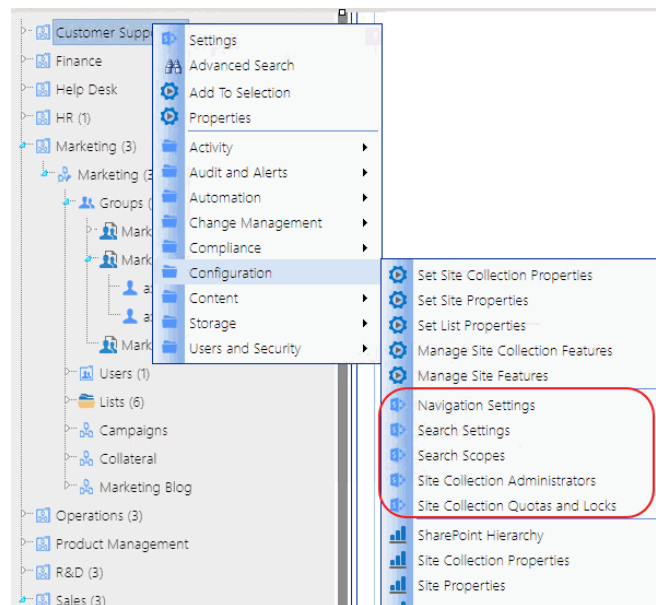 Customer Supp
Finance
Help Desk
HR (1)
Marketing (3)
Marketing (3
Groups (
Mark
Mark
a
a
Mark
Users (1)
Lists (6)
Campaigns
Collateral
Marketing Blog
Operations (3)
Product Management
R&D (3)
Sales (3)
Settings
Advanced Search
Add To Selection
Properties
Activity
Audit and Alerts
Automation
Change Management
Compliance
Configuration
Content
Storage
Users and Security
Set Site Collection Properties
Set Site Properties
Set List Properties
Manage Site Collection Features
Manage Site Features
Navigation Settings
Search Settings
Search Scopes
Site Collection Administrators
Site Collection Quotas and Locks
SharePoint Hierarchy
Site Collection Properties
Site Properties